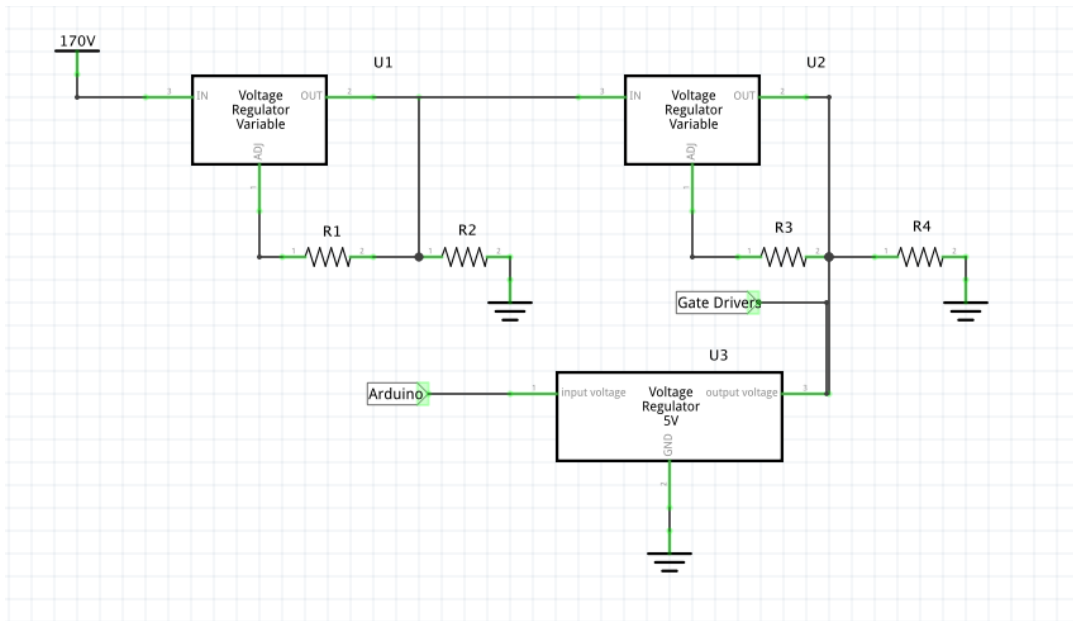 170V
U1
U2
3
IN
Voltage
Regulator
Variable
OUT
2
ADJ
1
3
IN
Voltage
Regulator
Variable
OUT
2
ADJ
1
R1
1
2
R2
1
2
R3
1
2
R4
1
2
Gate Drivers
U3
Arduino
1
input voltage
Voltage
Regulator
5V
output voltage
3
GND
2